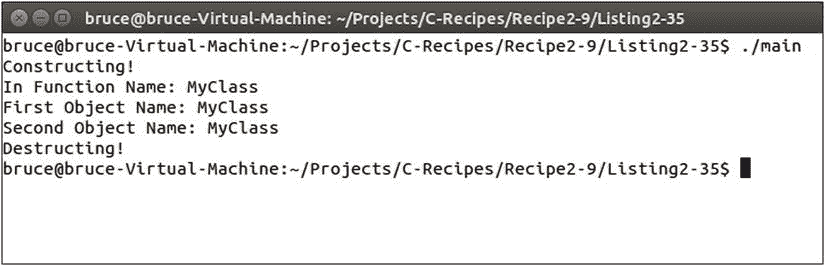 bruce@bruce-Virtual-Machine: ~/Projects/C-Recipes/Recipe2-9/Listing2-35
bruce@bruce-Virtual-Machine:~/Projects/C-Recipes/Recipe2-9/Listing2-35$ ./main
Constructing!
In Function Name: MyClass
First Object Name: MyClass
Second Object Name: MyClass
Destructing!
bruce@bruce-Virtual-Machine:~/Projects/C-Recipes/Recipe2-9/Listing2-35$